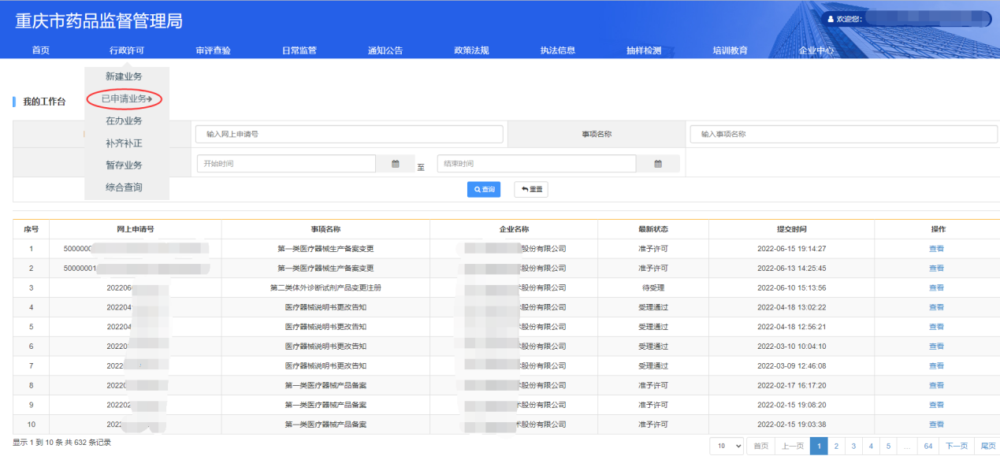 重庆市药品监督管理局
欢迎您:
首页 行政许可 审评查验 日常监管 通知公告 政策法规 执法信息 抽样检测 培训教育 企业中心
新建业务
我的工作台
已申请业务
在办业务
补齐补正
暂存业务
综合查询
输入网上申请号 事项名称 输入事项名称
开始时间 至 结束时间
查询 重置
序号 网上申请号 事项名称 企业名称 最新状态 提交时间 操作
1 5000000 第一类医疗器械生产备案变更 股份有限公司 准予许可 2022-06-15 19:14:27 查看
2 50000001 第一类医疗器械生产备案变更 股份有限公司 准予许可 2022-06-13 14:25:45 查看
3 202206 第二类体外诊断试剂产品变更注册 股份有限公司 待受理 2022-06-10 15:13:56 查看
4 202204 医疗器械说明书更改告知 股份有限公司 受理通过 2022-04-18 13:02:22 查看
5 202204 医疗器械说明书更改告知 股份有限公司 受理通过 2022-04-18 12:56:21 查看
6 20220 医疗器械说明书更改告知 股份有限公司 受理通过 2022-03-10 10:04:10 查看
7 2022 医疗器械说明书更改告知 股份有限公司 受理通过 2022-03-09 12:46:08 查看
8 20220 第一类医疗器械产品备案 股份有限公司 准予许可 2022-02-17 16:17:20 查看
9 202202 第一类医疗器械产品备案 股份有限公司 准予许可 2022-02-15 19:08:20 查看
10 2022 第一类医疗器械产品备案 股份有限公司 准予许可 2022-02-15 19:03:38 查看
显示 1 到 10 条 共 632 条记录
10 首页 上一页 1 2 3 4 5 ... 64 下一页 尾页